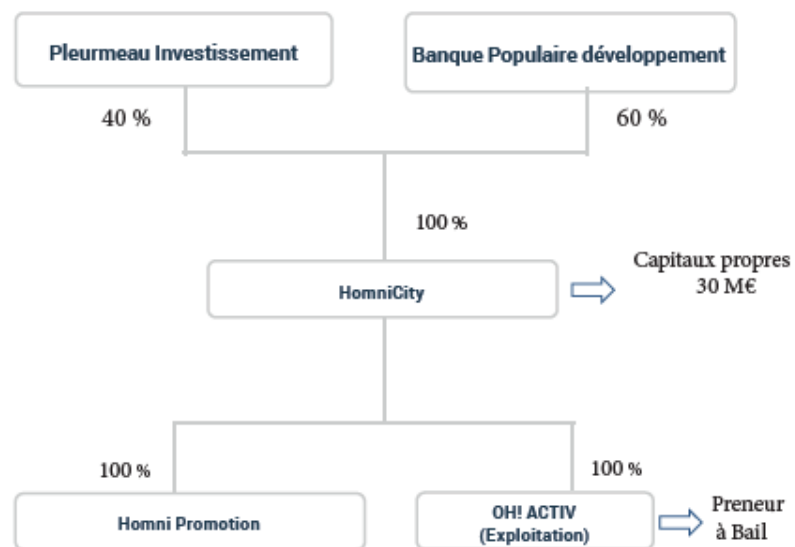 Pleurmeau Investissement
Banque Populaire développement
40 %
60 %
100 %
HomniCity
Capitaux propres
30 M€
100 %
100 %
Homni Promotion
OH! ACTIV
(Exploitation)
Preneur
à Bail